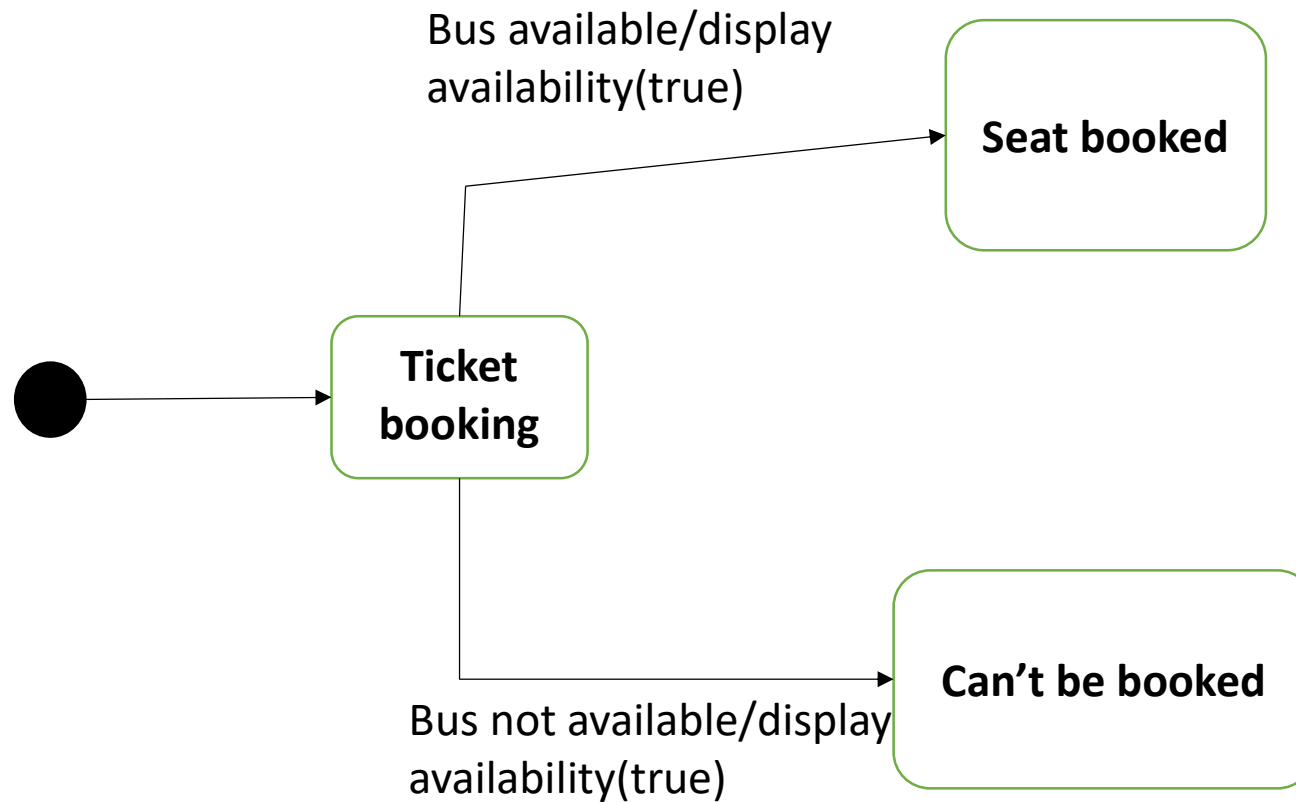 Bus available/display
availability(true)
Seat booked
Ticket
booking
Can’t be booked
Bus not available/display
availability(true)